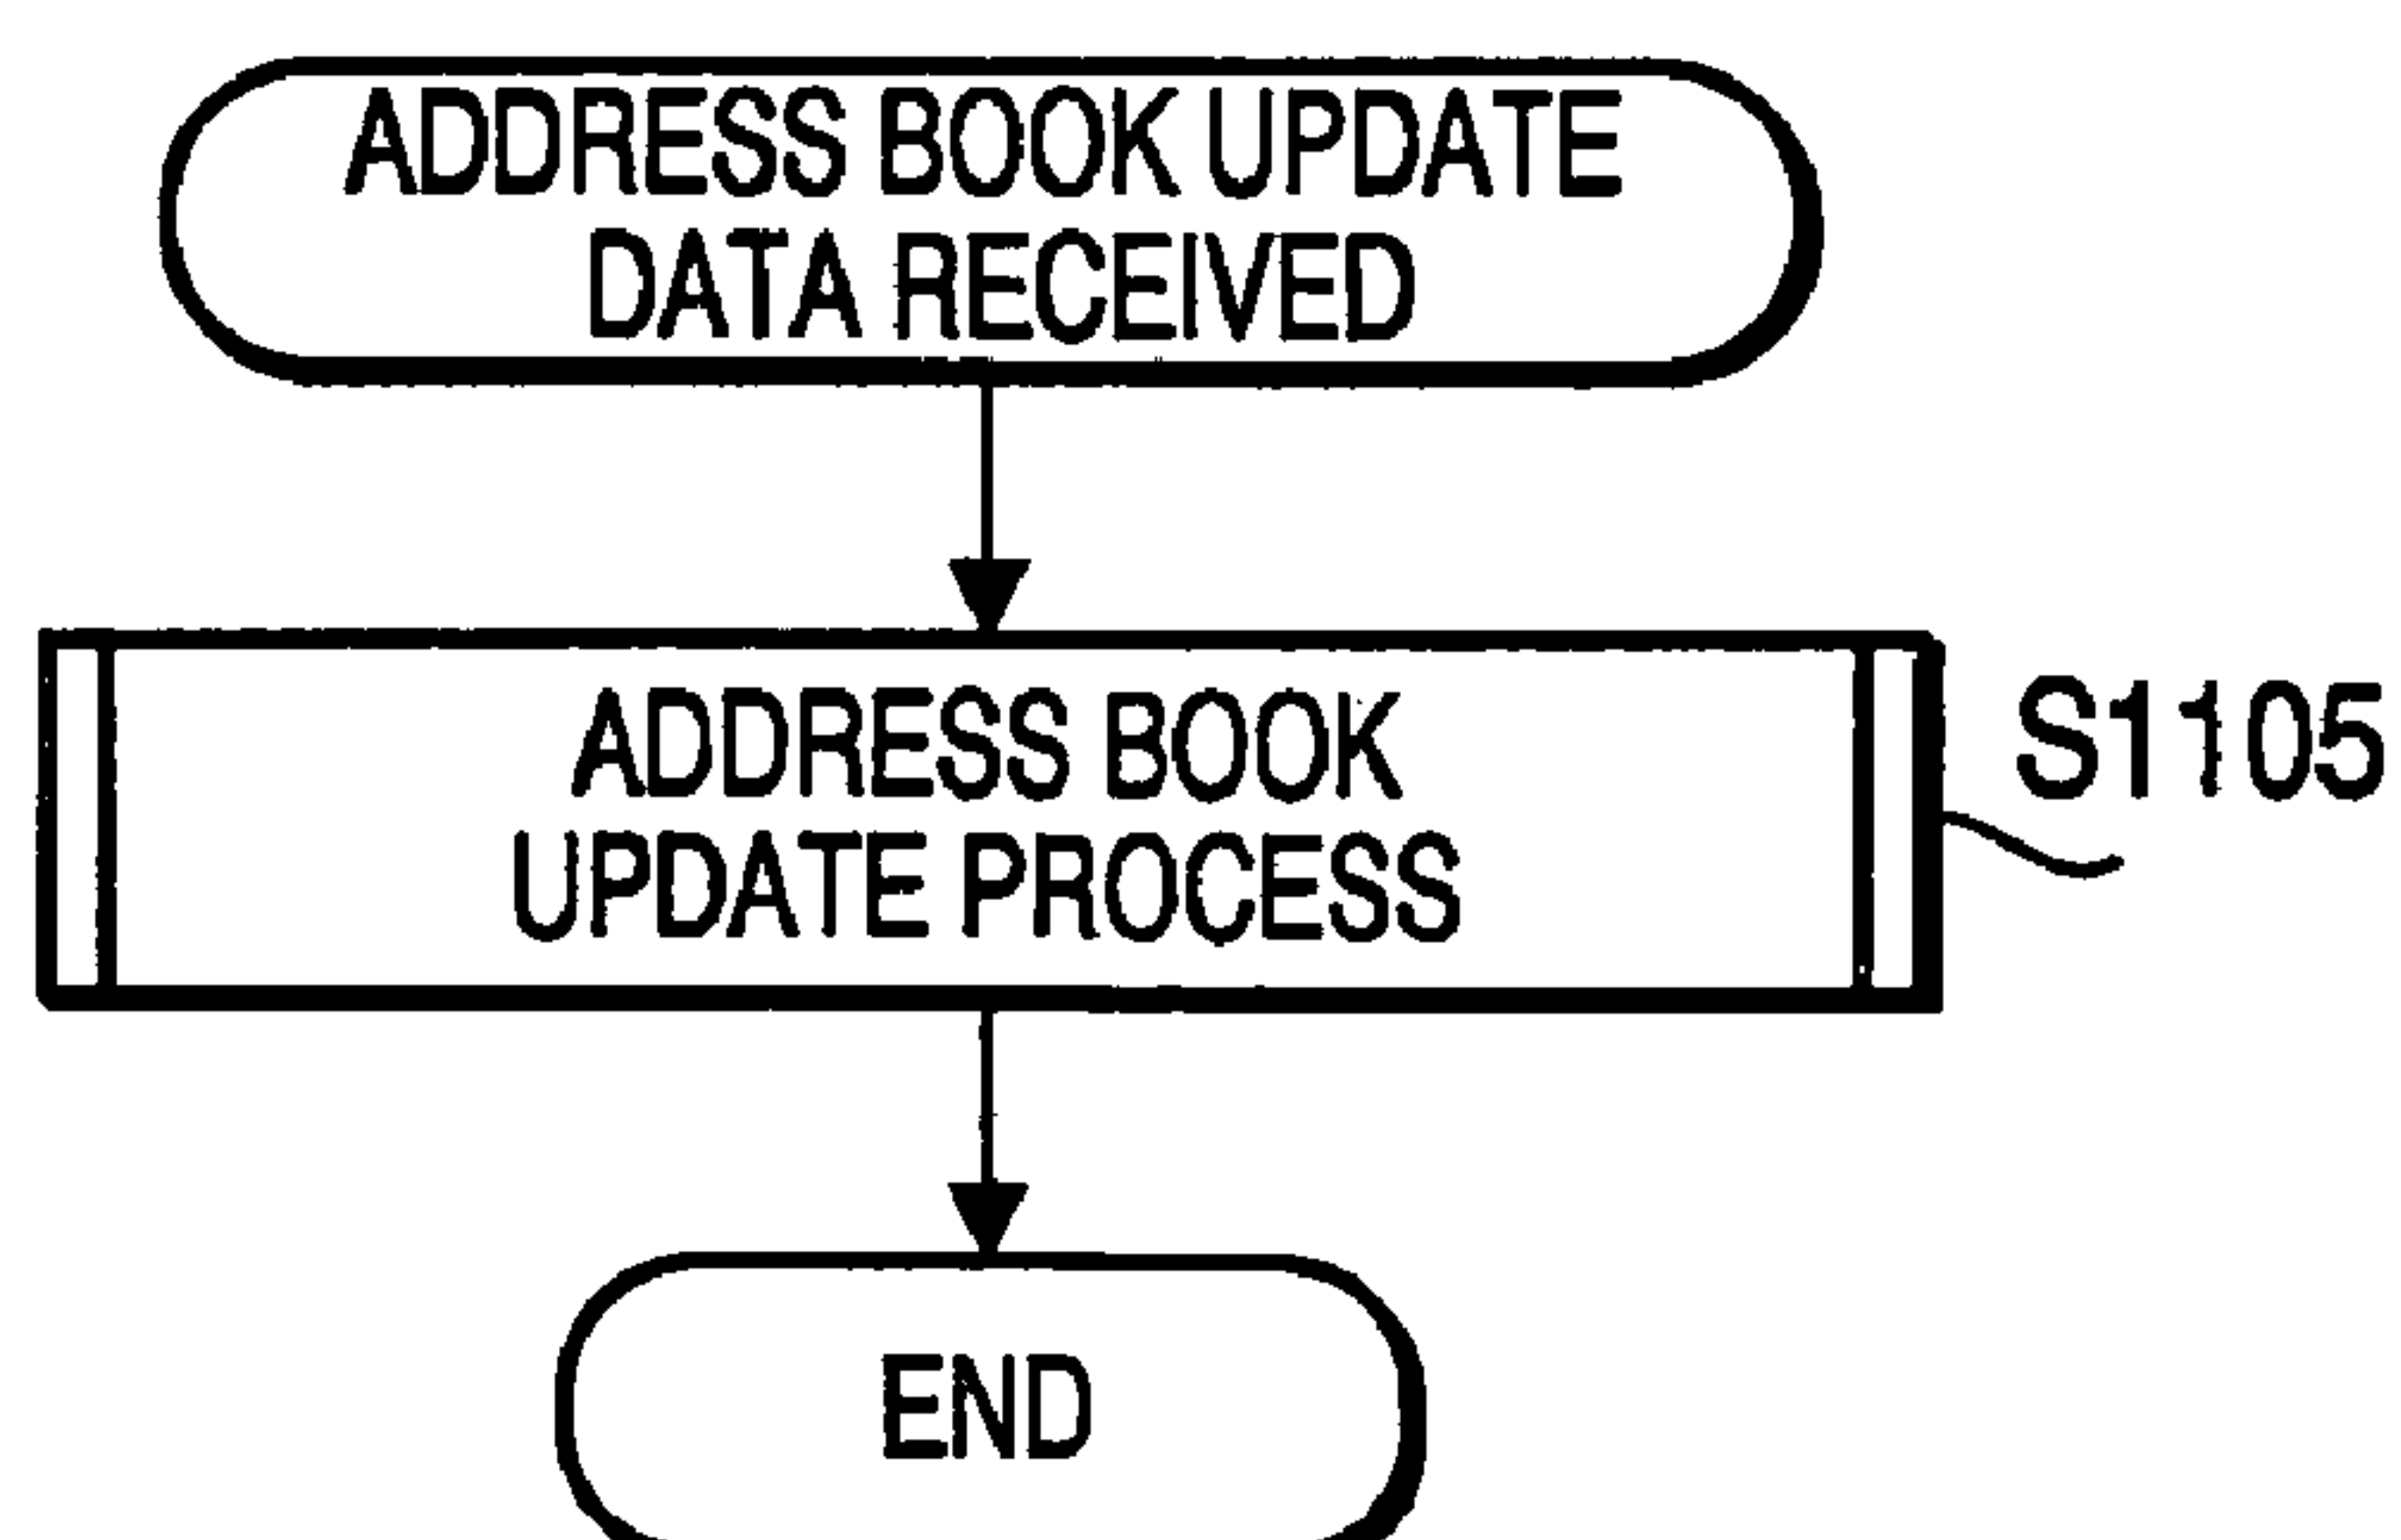 ADDRESS BOOK UPDATE
DATA RECEIVED
ADDRESS BOOK
UPDATE PROCESS
S1105
END